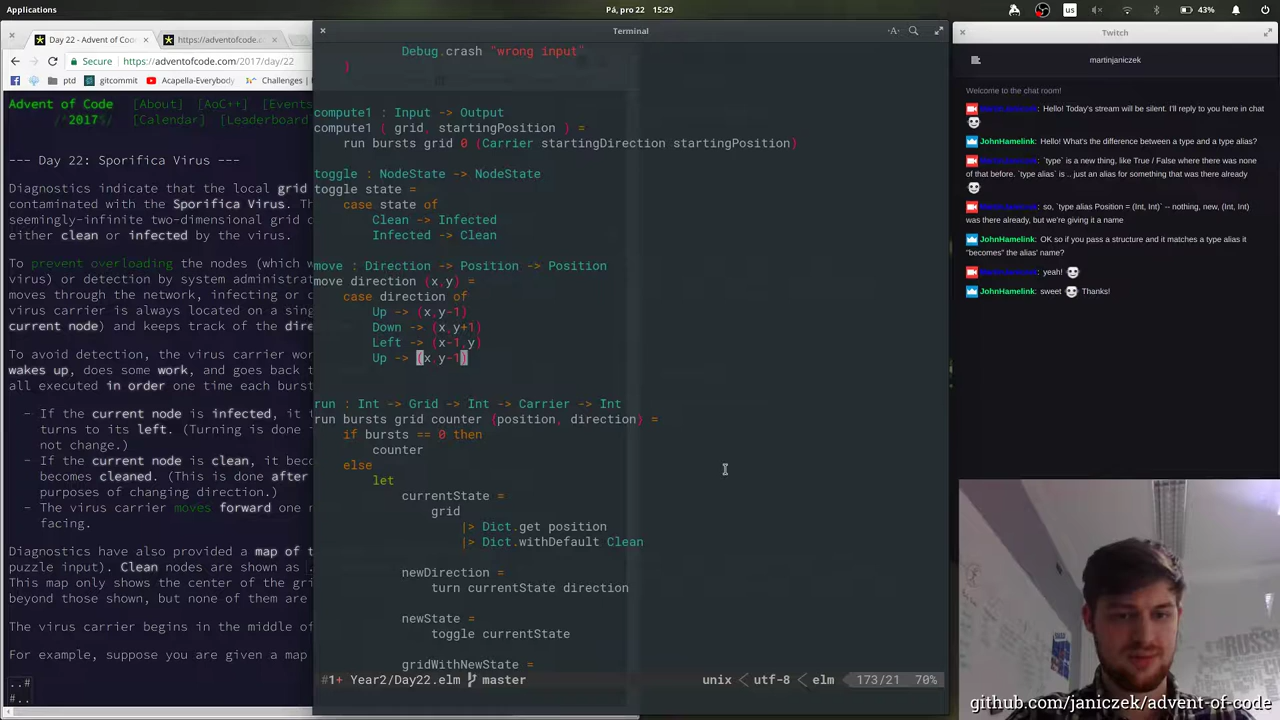 Applications
Pá, pro 22 15:29
us
43%
Day 22 - Advent of Cod
https://adventofcode.c
Secure
https://adventofcode.com/2017/day/22
ptd
gitcommit
Acapella-Everybody
Challenges |
Advent of Code [About] [AoC++] [Events
/^2017$/ [Calendar] [Leaderboard
--- Day 22: Sporifica Virus ---
Diagnostics indicate that the local grid
contaminated with the Sporifica Virus. Th
seemingly-infinite two-dimensional grid o
either clean or infected by the virus.
To prevent overloading the nodes (which w
virus) or detection by system administrat
moves through the network, infecting or c
virus carrier is always located on a sing
current node) and keeps track of the dire
To avoid detection, the virus carrier wor
wakes up, does some work, and goes back t
all executed in order one time each burst
- If the current node is infected, it t
turns to its left. (Turning is done i
not change.)
- If the current node is clean, it beco
becomes cleaned. (This is done after
purposes of changing direction.)
- The virus carrier moves forward one n
facing.
Diagnostics have also provided a map of t
puzzle input). Clean nodes are shown as .
This map only shows the center of the gri
beyond those shown, but none of them are
The virus carrier begins in the middle of
For example, suppose you are given a map
..#
#..
Terminal
Debug.crash "wrong input"
)
compute1 : Input -> Output
compute1 ( grid, startingPosition ) =
run bursts grid 0 (Carrier startingDirection startingPosition)
toggle : NodeState -> NodeState
toggle state =
case state of
Clean -> Infected
Infected -> Clean
move : Direction -> Position -> Position
move direction (x,y) =
case direction of
Up -> (x,y-1)
Down -> (x,y+1)
Left -> (x-1,y)
Up -> (x,y-1)
run : Int -> Grid -> Int -> Carrier -> Int
run bursts grid counter (position, direction) =
if bursts == 0 then
counter
else
let
currentState =
grid
|> Dict.get position
|> Dict.withDefault Clean
newDirection =
turn currentState direction
newState =
toggle currentState
gridWithNewState =
#1+ Year2/Day22.elm master
unix utf-8 elm 173/21 70%
Twitch
martinjaniczek
Welcome to the chat room!
: Hello! Today's stream will be silent. I'll reply to you here in chat
JohnHamelink: Hello! What's the difference between a type and a type alias?
: `type` is a new thing, like True / False where there was none
of that before. `type alias` is .. just an alias for something that was there already
: so, `type alias Position = (Int, Int)` -- nothing, new, (Int, Int)
was there already, but we're giving it a name
JohnHamelink: OK so if you pass a structure and it matches a type alias it
"becomes" the alias' name?
: yeah!
JohnHamelink: sweet Thanks!
github.com/janiczek/advent-of-code